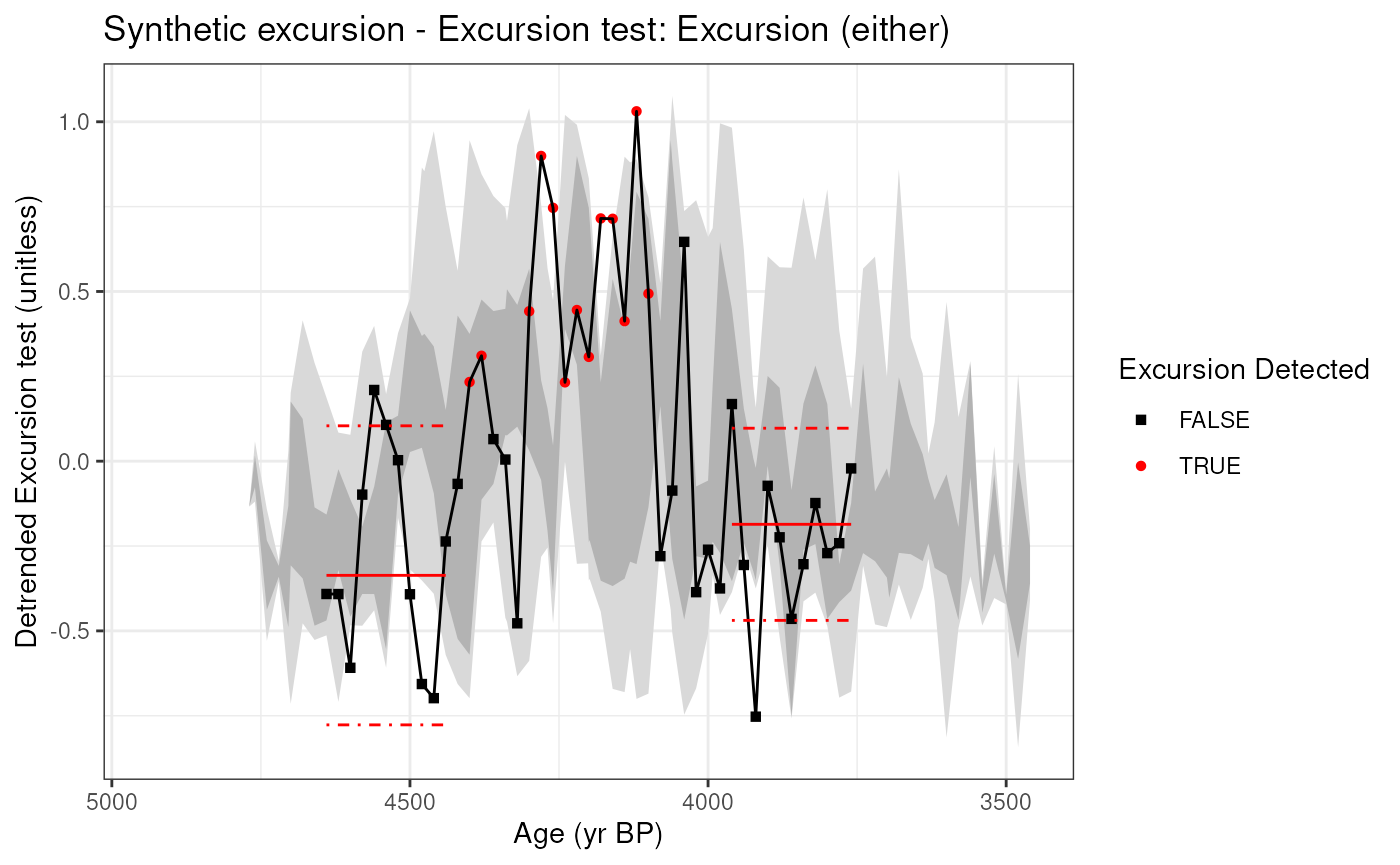 Synthetic excursion - Excursion test: Excursion (either)
Detrended Excursion test (unitless)
1.0
0.5
0.0
-0.5
5000
4500
4000
3500
Age (yr BP)
Excursion Detected
FALSE
TRUE